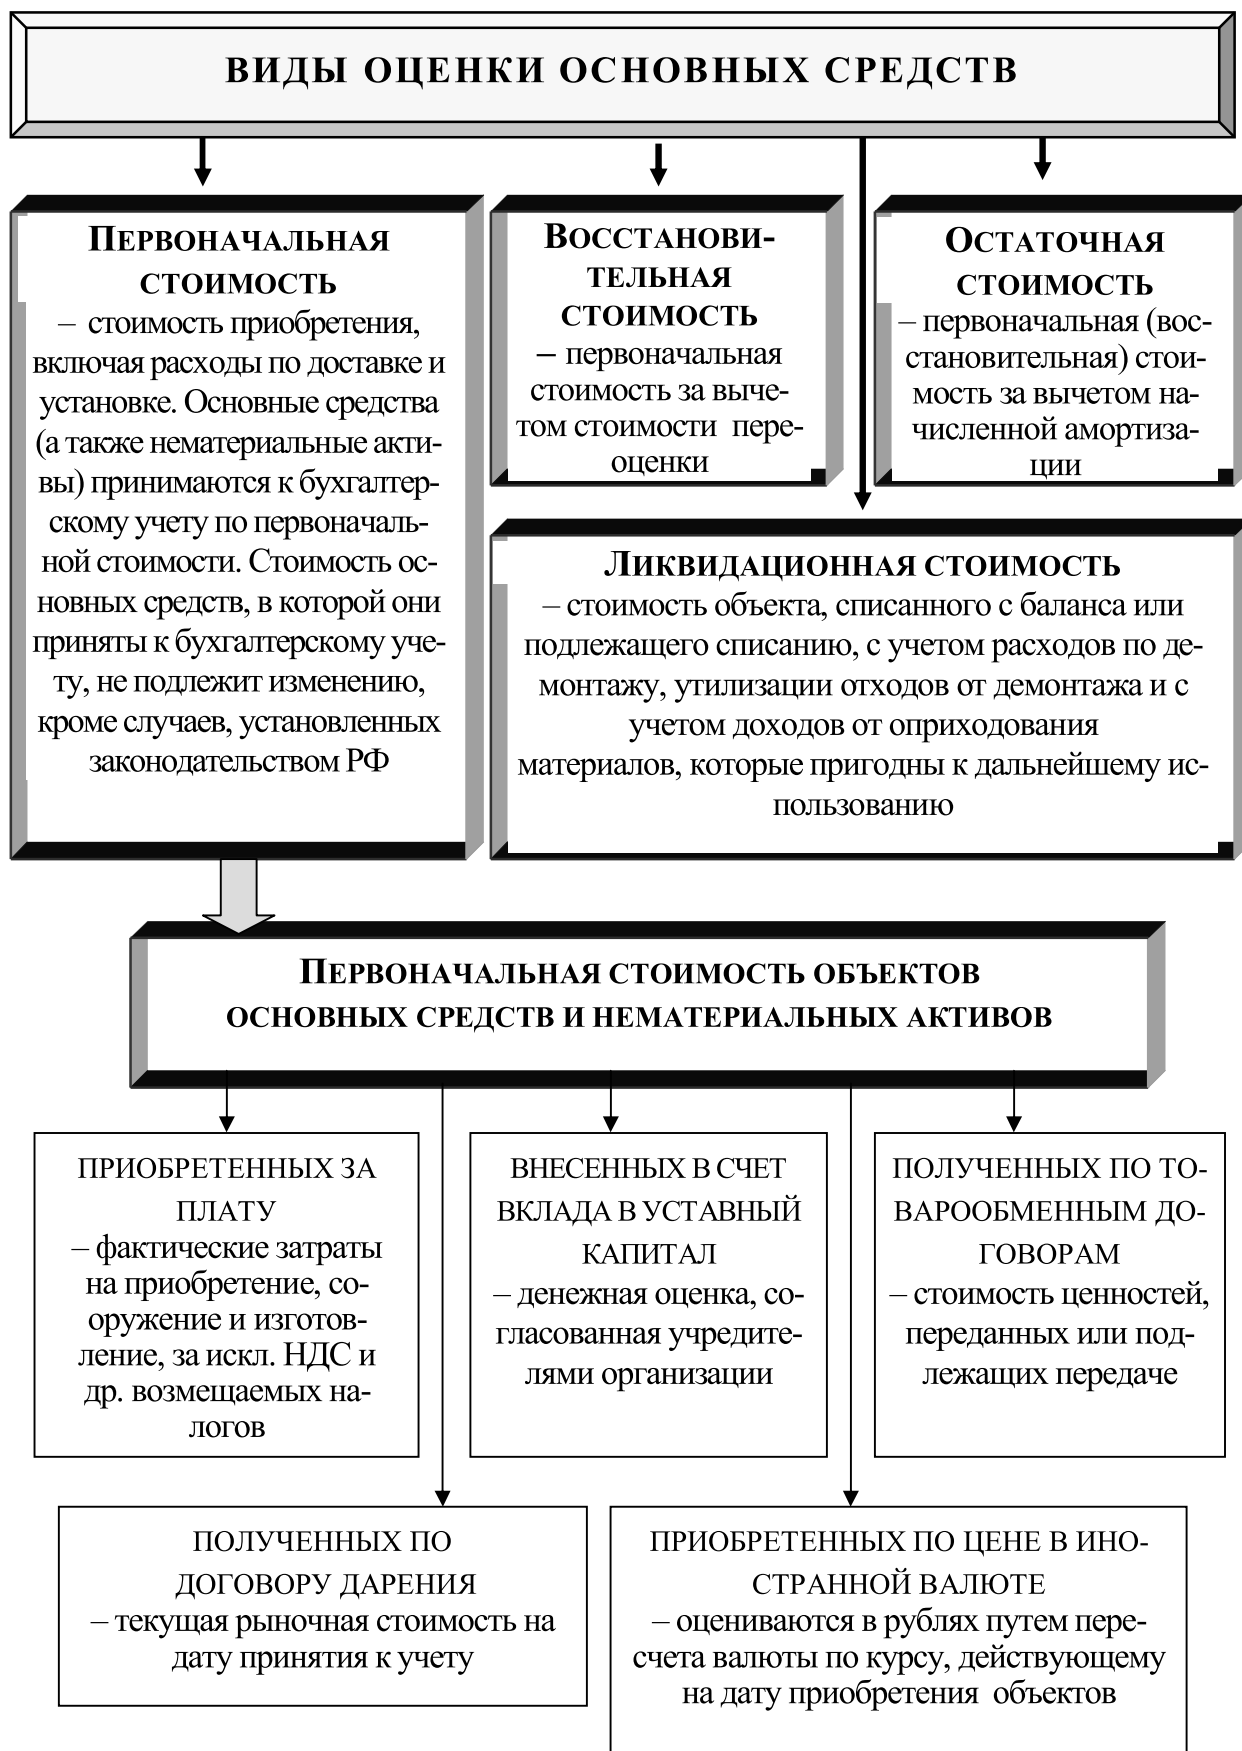 ВИДЫ ОЦЕНКИ ОСНОВНЫХ СРЕДСТВ
ПЕРВОНАЧАЛЬНАЯ
СТОИМОСТЬ
– стоимость приобретения,
включая расходы по доставке и
установке. Основные средства
(а также нематериальные акти-
вы) принимаются к бухгалтер-
скому учету по первоначаль-
ной стоимости. Стоимость ос-
новных средств, в которой они
приняты к бухгалтерскому уче-
ту, не подлежит изменению,
кроме случаев, установленных
законодательством РФ
ВОССТАНОВИ-
ТЕЛЬНАЯ
СТОИМОСТЬ
– первоначальная
стоимость за выче-
том стоимости пере-
оценки
ОСТАТОЧНАЯ
СТОИМОСТЬ
– первоначальная (вос-
становительная) стои-
мость за вычетом на-
численной амортиза-
ции
ЛИКВИДАЦИОННАЯ СТОИМОСТЬ
– стоимость объекта, списанного с баланса или
подлежащего списанию, с учетом расходов по де-
монтажу, утилизации отходов от демонтажа и с
учетом доходов от оприходования
материалов, которые пригодны к дальнейшему ис-
пользованию
ПЕРВОНАЧАЛЬНАЯ СТОИМОСТЬ ОБЪЕКТОВ
ОСНОВНЫХ СРЕДСТВ И НЕМАТЕРИАЛЬНЫХ АКТИВОВ
ПРИОБРЕТЕННЫХ ЗА
ПЛАТУ
– фактические затраты
на приобретение, со-
оружение и изготов-
ление, за искл. НДС и
др. возмещаемых на-
логов
ВНЕСЕННЫХ В СЧЕТ
ВКЛАДА В УСТАВНЫЙ
КАПИТАЛ
– денежная оценка, со-
гласованная учредите-
лями организации
ПОЛУЧЕННЫХ ПО ТО-
ВАРООБМЕННЫМ ДО-
ГОВОРАМ
– стоимость ценностей,
переданных или под-
лежащих передаче
ПОЛУЧЕННЫХ ПО
ДОГОВОРУ ДАРЕНИЯ
– текущая рыночная стоимость на
дату принятия к учету
ПРИОБРЕТЕННЫХ ПО ЦЕНЕ В ИНО-
СТРАННОЙ ВАЛЮТЕ
– оцениваются в рублях путем пере-
счета валюты по курсу, действующему
на дату приобретения объектов